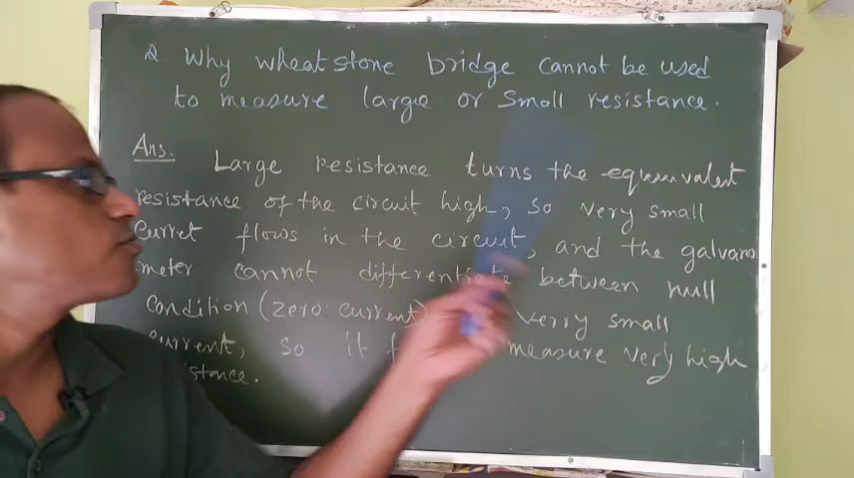 Q. Why wheatstone bridge cannot be used
to measure large or small resistance.
Ans. Large resistance turns the equivalent
resistance of the circuit high, so very small
Curret flows in the circuit, and the galvano
meter cannot differentiate between null
condition (zero current) verry small
current, so it measure very high